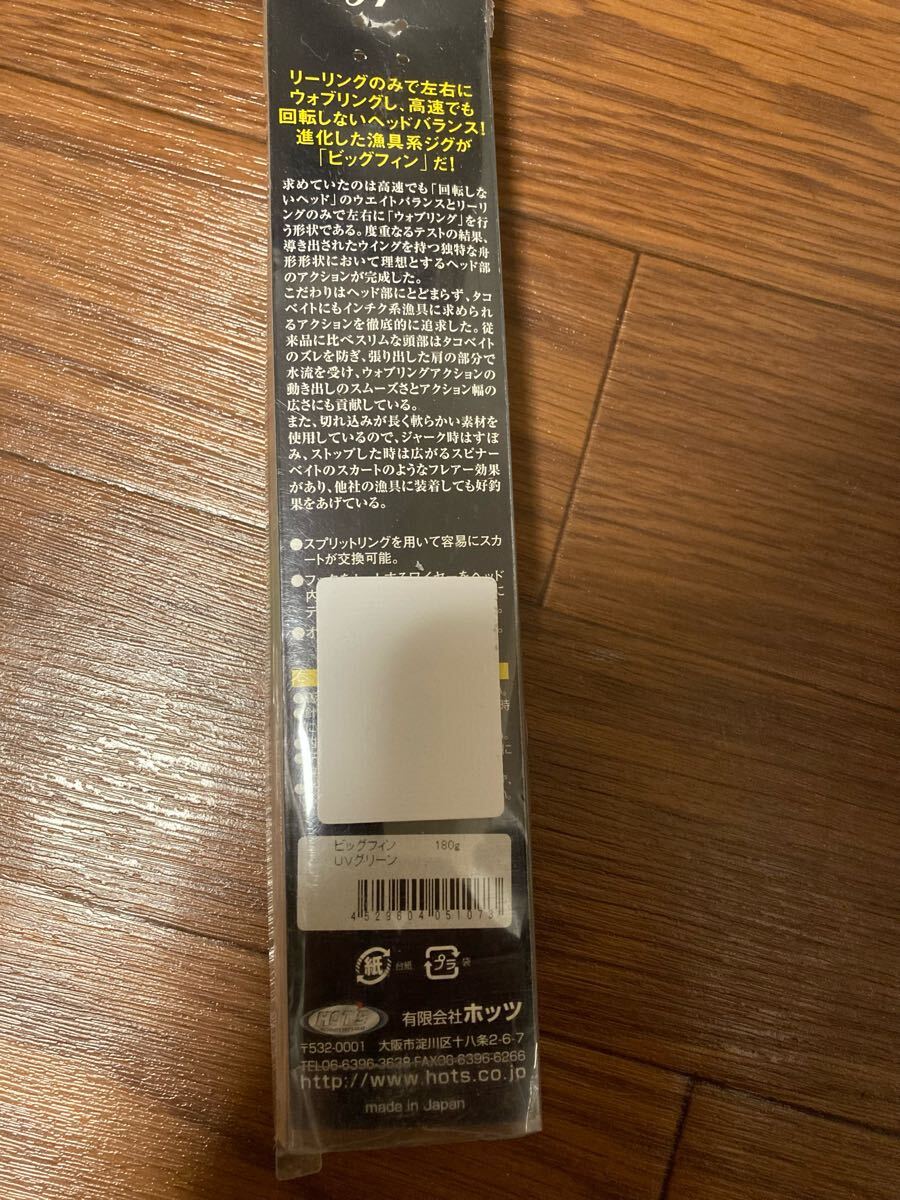 リーリングのみで左右に
ウォブリングし、高速でも
回転しないヘッドバランス!
進化した漁具系ジグが
「ビッグフィン」だ!
求めていたのは高速でも「回転しな
いヘッド」のウエイトバランスとリーリ
ングのみで左右に「ウォブリング」を行
う形状である。度重なるテストの結果、
導き出されたウイングを持つ独特な舟
形形状において理想とするヘッド部
のアクションが完成した。
こだわりはヘッド部にとどまらず、タコ
ベイトにもインチク系漁具に求められ
るアクションを徹底的に追求した。従
来品に比べスリムな頭部はタコベイト
のズレを防ぎ、張り出した肩の部分で
水流を受け、ウォブリングアクションの
動き出しのスムーズさとアクション幅の
広さにも貢献している。
また、切れ込みが長く軟らかい素材を
使用しているので、ジャーク時はすぼ
み、ストップした時は広がるスピナー
ベイトのスカートのようなフレアー効果
があり、他社の漁具に装着しても好釣
果をあげている。
●スプリットリングを用いて容易にスカ
ートが交換可能。
ビッグフィン 180g
UVグリーン
4 529604 051073
紙 台紙 プラ 袋
HOTS 有限会社ホッツ
〒532-0001 大阪市淀川区十八条2-6-7
TEL06-6396-3638 FAX06-6396-6266
http://www.hots.co.jp
made in Japan